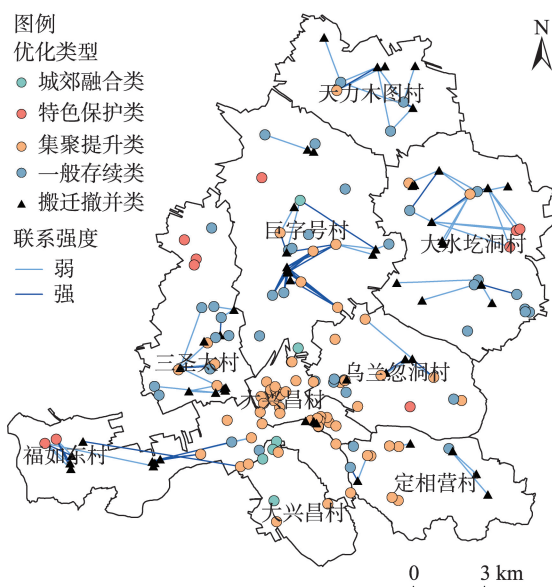 图例
优化类型
城郊融合类
特色保护类
集聚提升类
一般存续类
搬迁撤并类
联系强度
弱
强
N
天力木图村
巨字号村
大水圪洞村
三圣太村
乌兰忽洞村
大兴昌村
福如东村
定相营村
大兴昌村
0 3 km